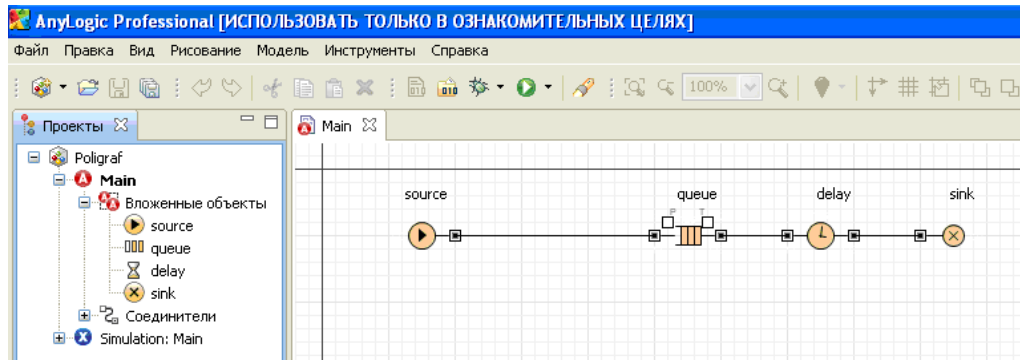 AnyLogic Professional [ИСПОЛЬЗОВАТЬ ТОЛЬКО В ОЗНАКОМИТЕЛЬНЫХ ЦЕЛЯХ]
Файл Правка Вид Рисование Модель Инструменты Справка
100%
Проекты
Main
Poligraf
Main
Вложенные объекты
source
queue
delay
sink
Соединители
Simulation: Main
source queue delay sink
P T